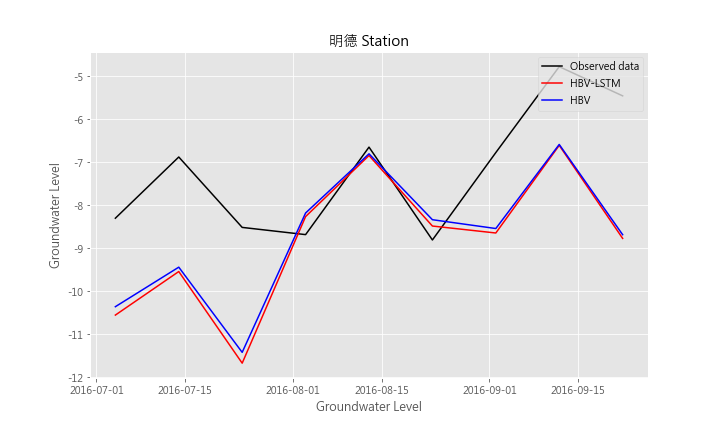 明德 Station
Observed data
HBV-LSTM
HBV
Groundwater Level
-5
-6
-7
-8
-9
-10
-11
-12
2016-07-01
2016-07-15
2016-08-01
2016-08-15
2016-09-01
2016-09-15
Groundwater Level